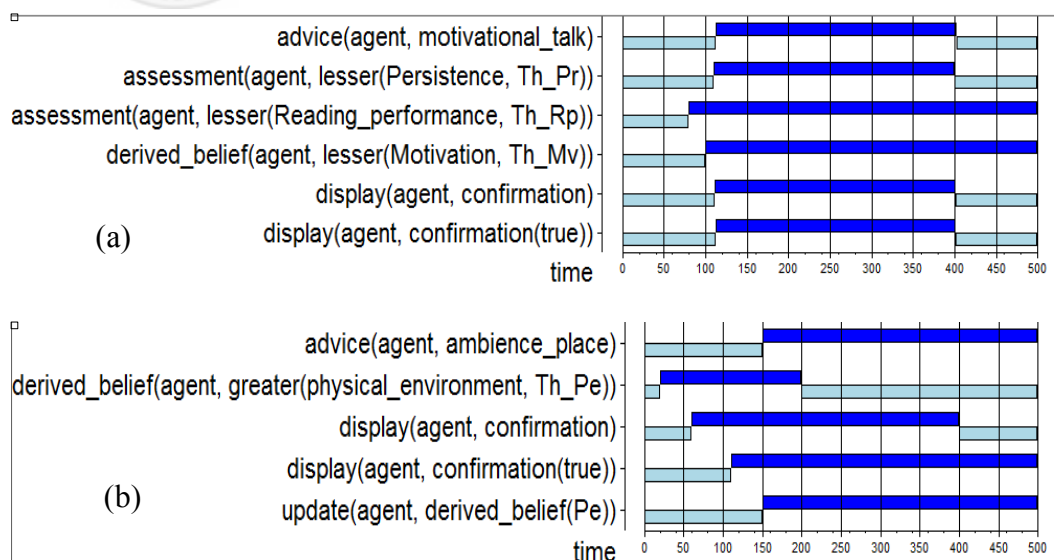 advice(agent, motivational_talk)
assessment(agent, lesser(Persistence, Th_Pr))
assessment(agent, lesser(Reading_performance, Th_Rp))
derived_belief(agent, lesser(Motivation, Th_Mv))
display(agent, confirmation)
(a) display(agent, confirmation(true))
time 0 50 100 150 200 250 300 350 400 450 500
advice(agent, ambience_place)
derived_belief(agent, greater(physical_environment, Th_Pe))
display(agent, confirmation)
display(agent, confirmation(true))
(b) update(agent, derived_belief(Pe))
time 0 50 100 150 200 250 300 350 400 450 500